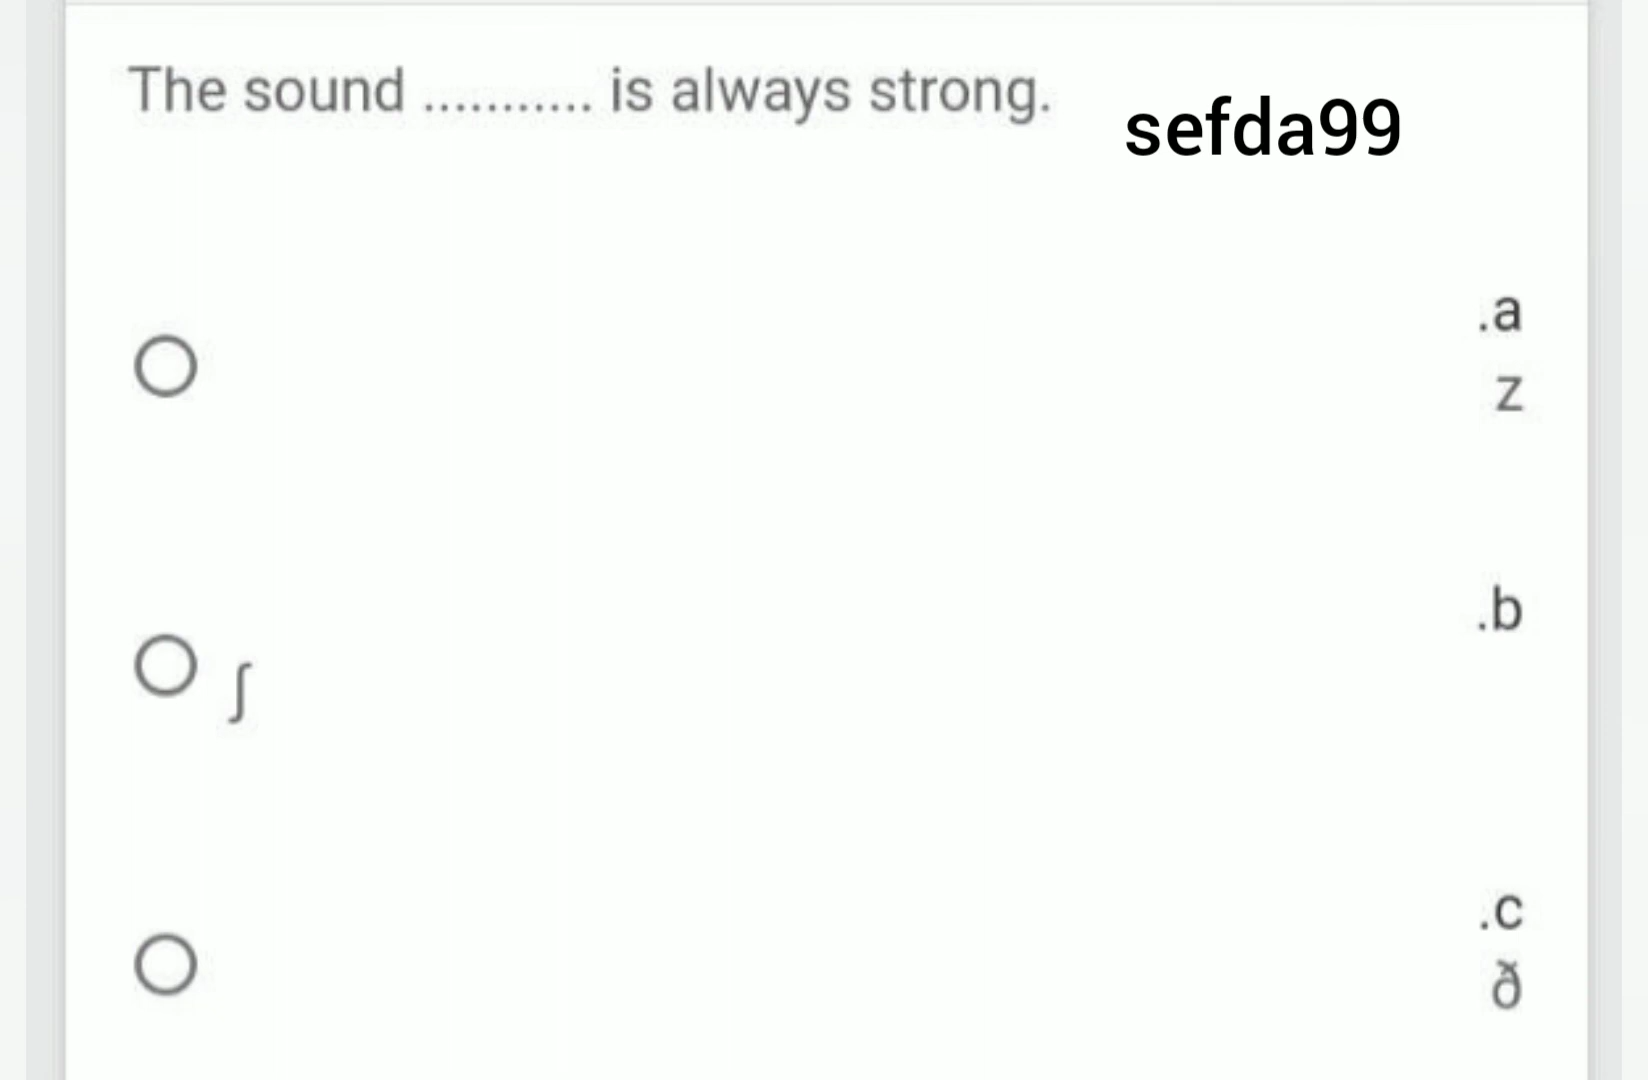 The sound ........... is always strong.
sefda99
.a
z
.b
ʃ
.c
ð